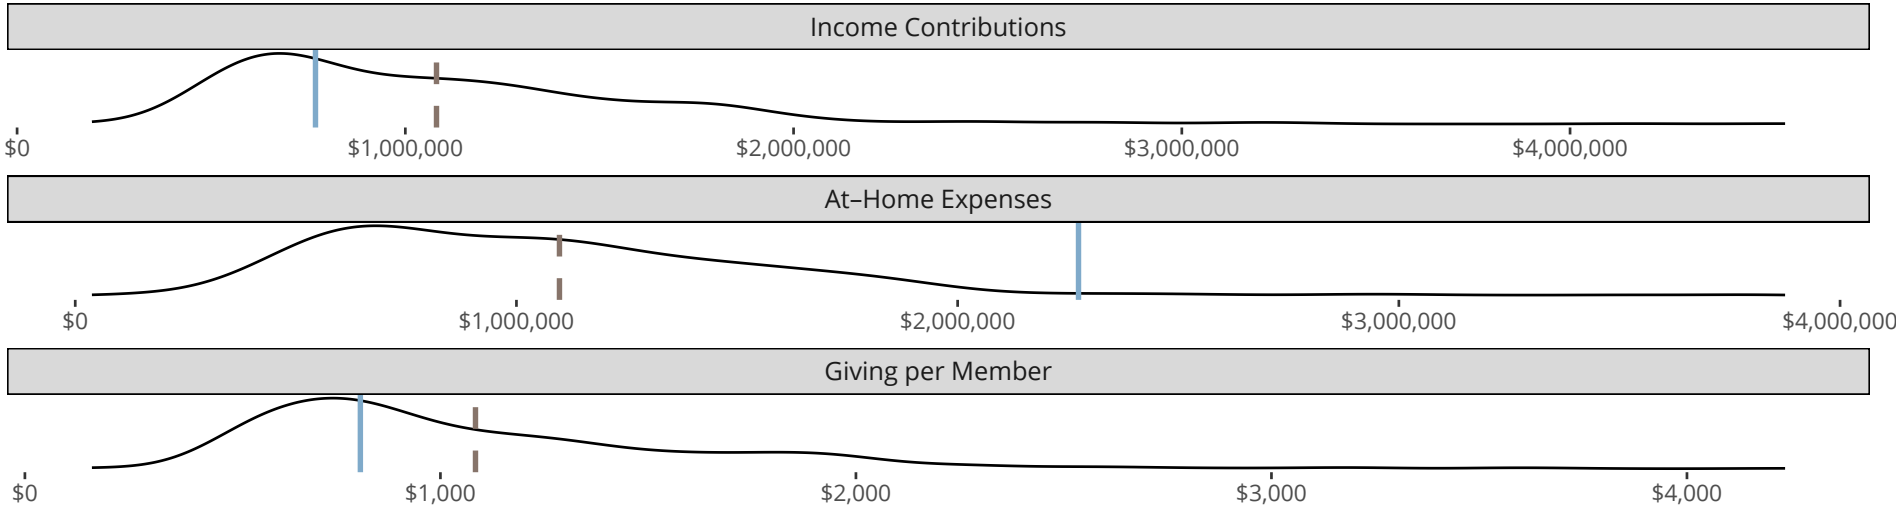 Income Contributions
$0 $1,000,000 $2,000,000 $3,000,000 $4,000,000
At–Home Expenses
$0 $1,000,000 $2,000,000 $3,000,000 $4,000,000
Giving per Member
$0 $1,000 $2,000 $3,000 $4,000